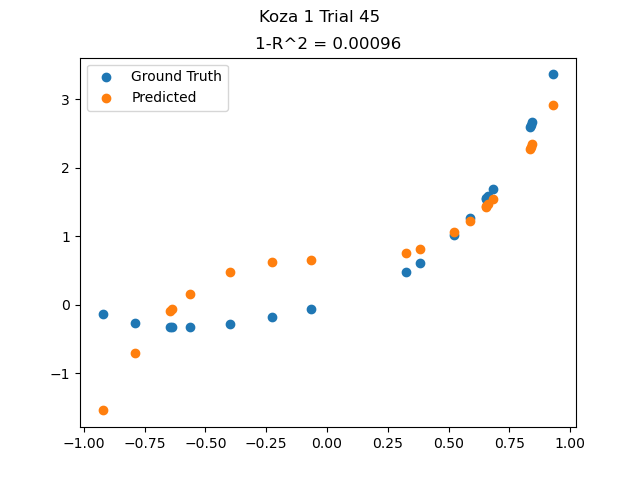 Koza 1 Trial 45
1-R^2 = 0.00096
Ground Truth
Predicted
3
2
1
0
−1
−1.00 −0.75 −0.50 −0.25 0.00 0.25 0.50 0.75 1.00